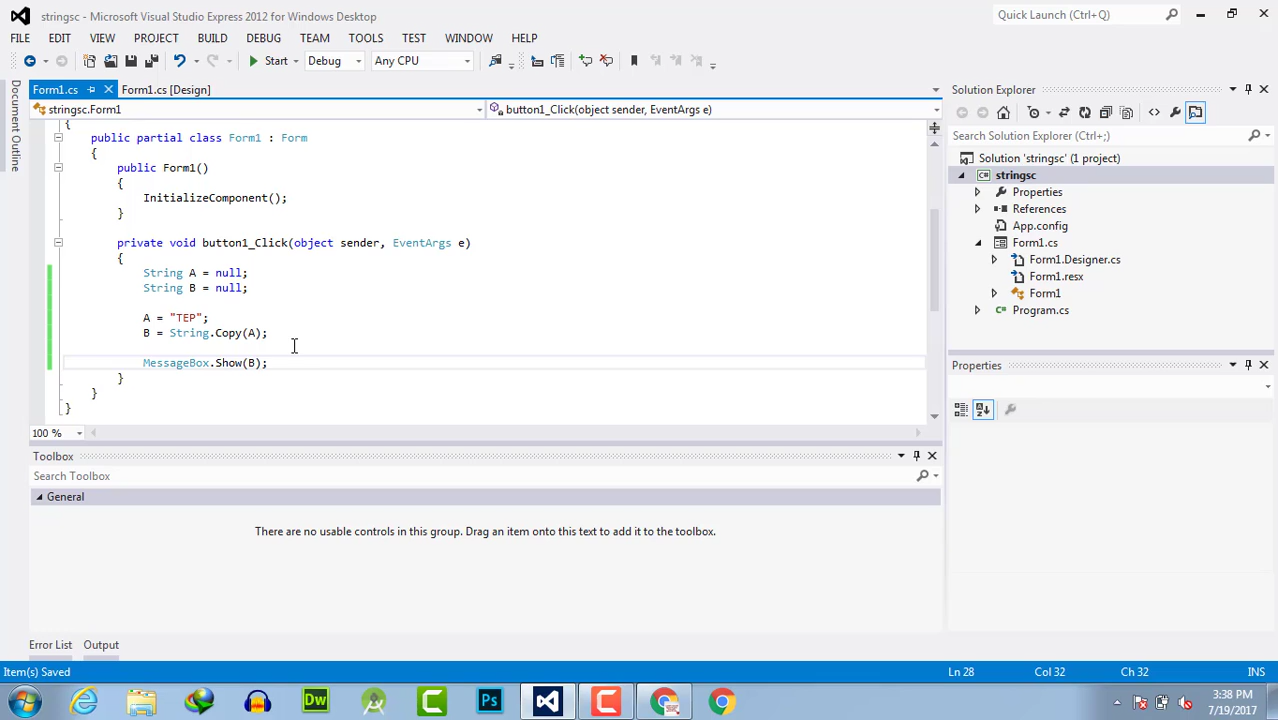 stringsc - Microsoft Visual Studio Express 2012 for Windows Desktop
Quick Launch (Ctrl+Q)
FILE EDIT VIEW PROJECT BUILD DEBUG TEAM TOOLS TEST WINDOW HELP
Start Debug Any CPU
Document Outline
Form1.cs Form1.cs [Design]
stringsc.Form1 button1_Click(object sender, EventArgs e)
{
public partial class Form1 : Form
{
public Form1()
{
InitializeComponent();
}
private void button1_Click(object sender, EventArgs e)
{
String A = null;
String B = null;
A = "TEP";
B = String.Copy(A);
MessageBox.Show(B);
}
}
}
100 %
Toolbox
Search Toolbox
General
There are no usable controls in this group. Drag an item onto this text to add it to the toolbox.
Error List Output
Solution Explorer
Search Solution Explorer (Ctrl+;)
Solution 'stringsc' (1 project)
C# stringsc
Properties
References
App.config
Form1.cs
Form1.Designer.cs
Form1.resx
Form1
Program.cs
Properties
Item(s) Saved Ln 28 Col 32 Ch 32 INS
Dw C Ps
3:38 PM
7/19/2017